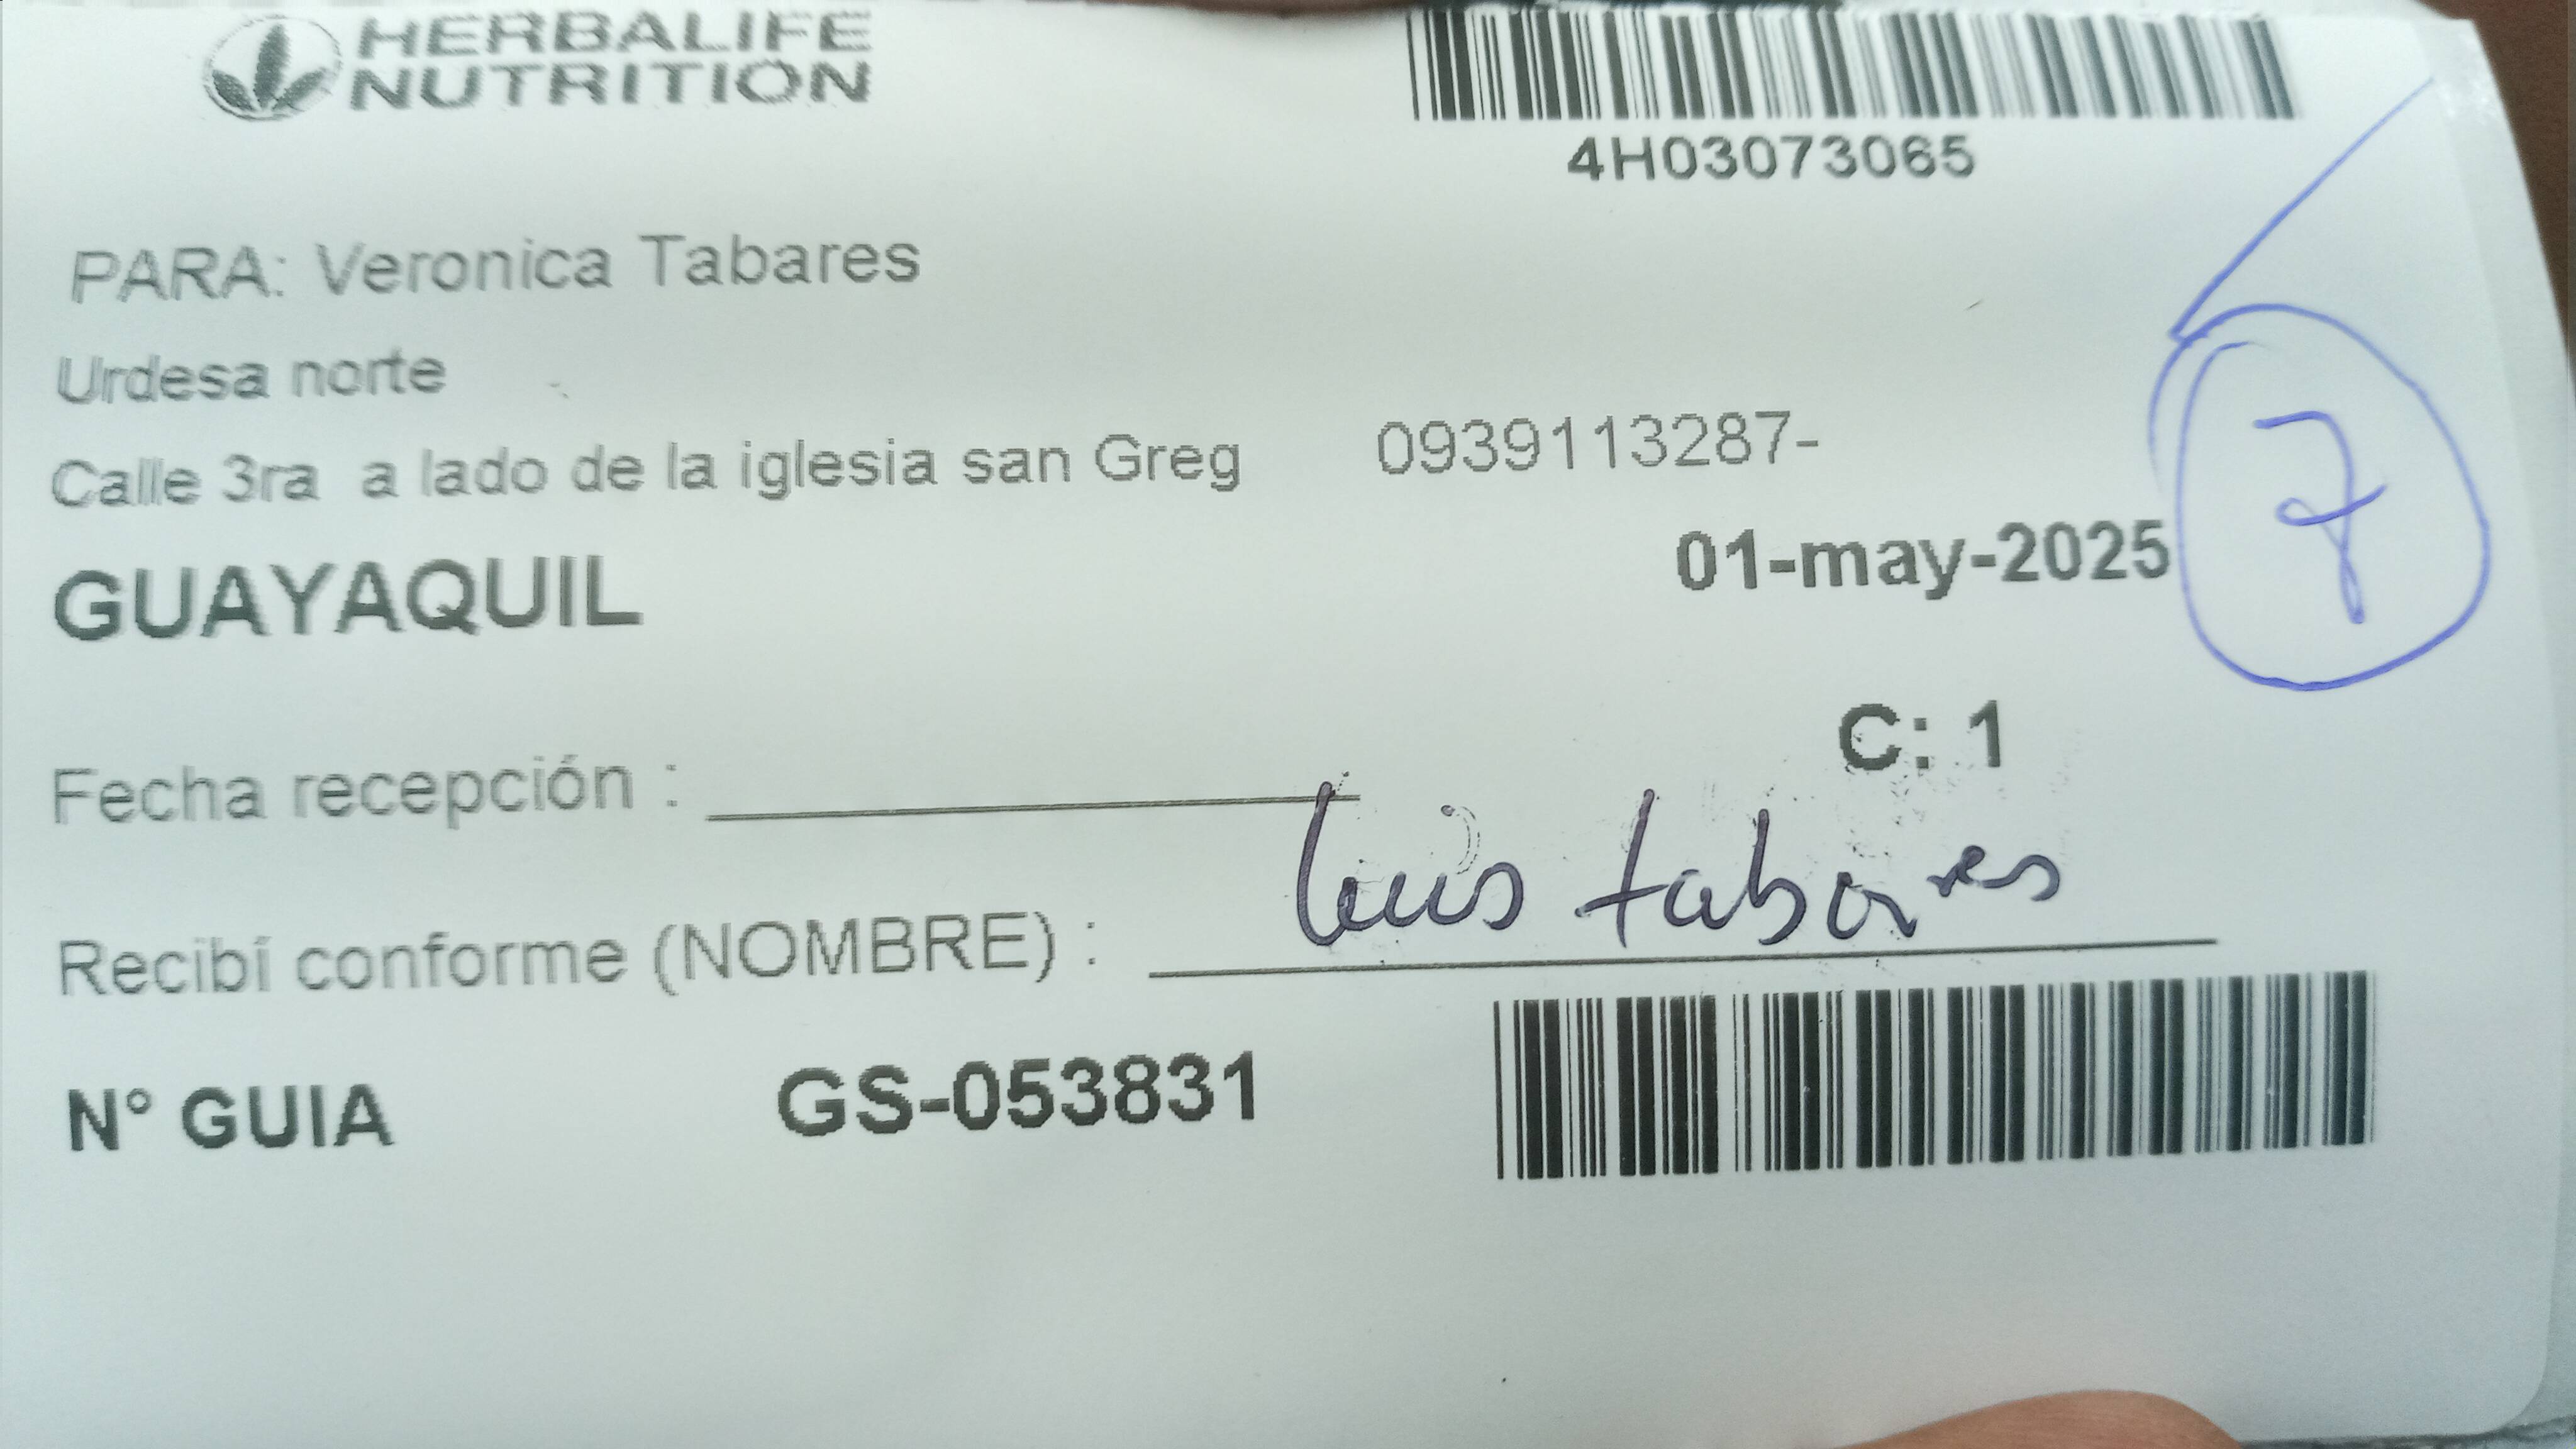 HERBALIFE
NUTRITION
4H03073065
PARA: Veronica Tabares
Urdesa norte
Calle 3ra a lado de la iglesia san Greg 0939113287-
GUAYAQUIL 01-may-2025
7
C: 1
Fecha recepción :
Recibí conforme (NOMBRE) : Luis tabares
N° GUIA GS-053831